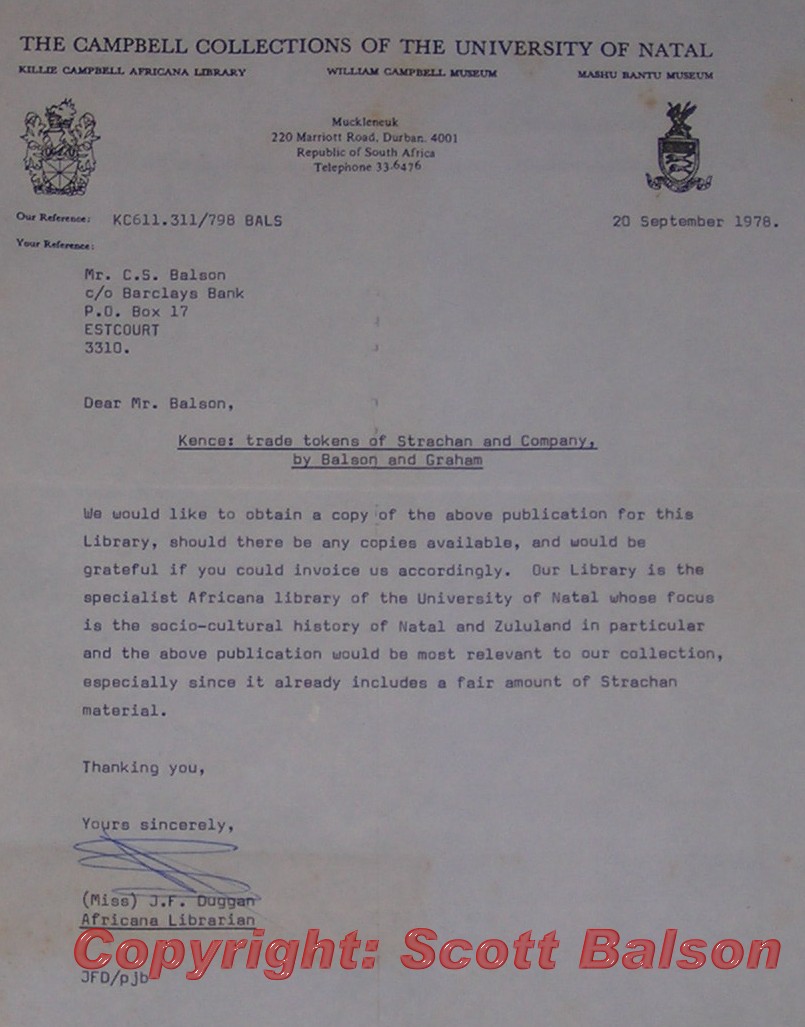 THE CAMPBELL COLLECTIONS OF THE UNIVERSITY OF NATAL
KILLIE CAMPBELL AFRICANA LIBRARY WILLIAM CAMPBELL MUSEUM MASHU BANTU MUSEUM
Muckleneuk
220 Marriott Road, Durban. 4001
Republic of South Africa
Telephone 33-6476
Our Reference: KC611.311/798 BALS 20 September 1978.
Your Reference:
Mr. C.S. Balson
c/o Barclays Bank
P.O. Box 17
ESTCOURT
3310.
Dear Mr. Balson,
Kence: trade tokens of Strachan and Company,
by Balson and Graham
We would like to obtain a copy of the above publication for this
Library, should there be any copies available, and would be
grateful if you could invoice us accordingly. Our Library is the
specialist Africana library of the University of Natal whose focus
is the socio-cultural history of Natal and Zululand in particular
and the above publication would be most relevant to our collection,
especially since it already includes a fair amount of Strachan
material.
Thanking you,
Yours sincerely,
(Miss) J.F. Duggan
Africana Librarian
Copyright: Scott Balson
JFD/pjb